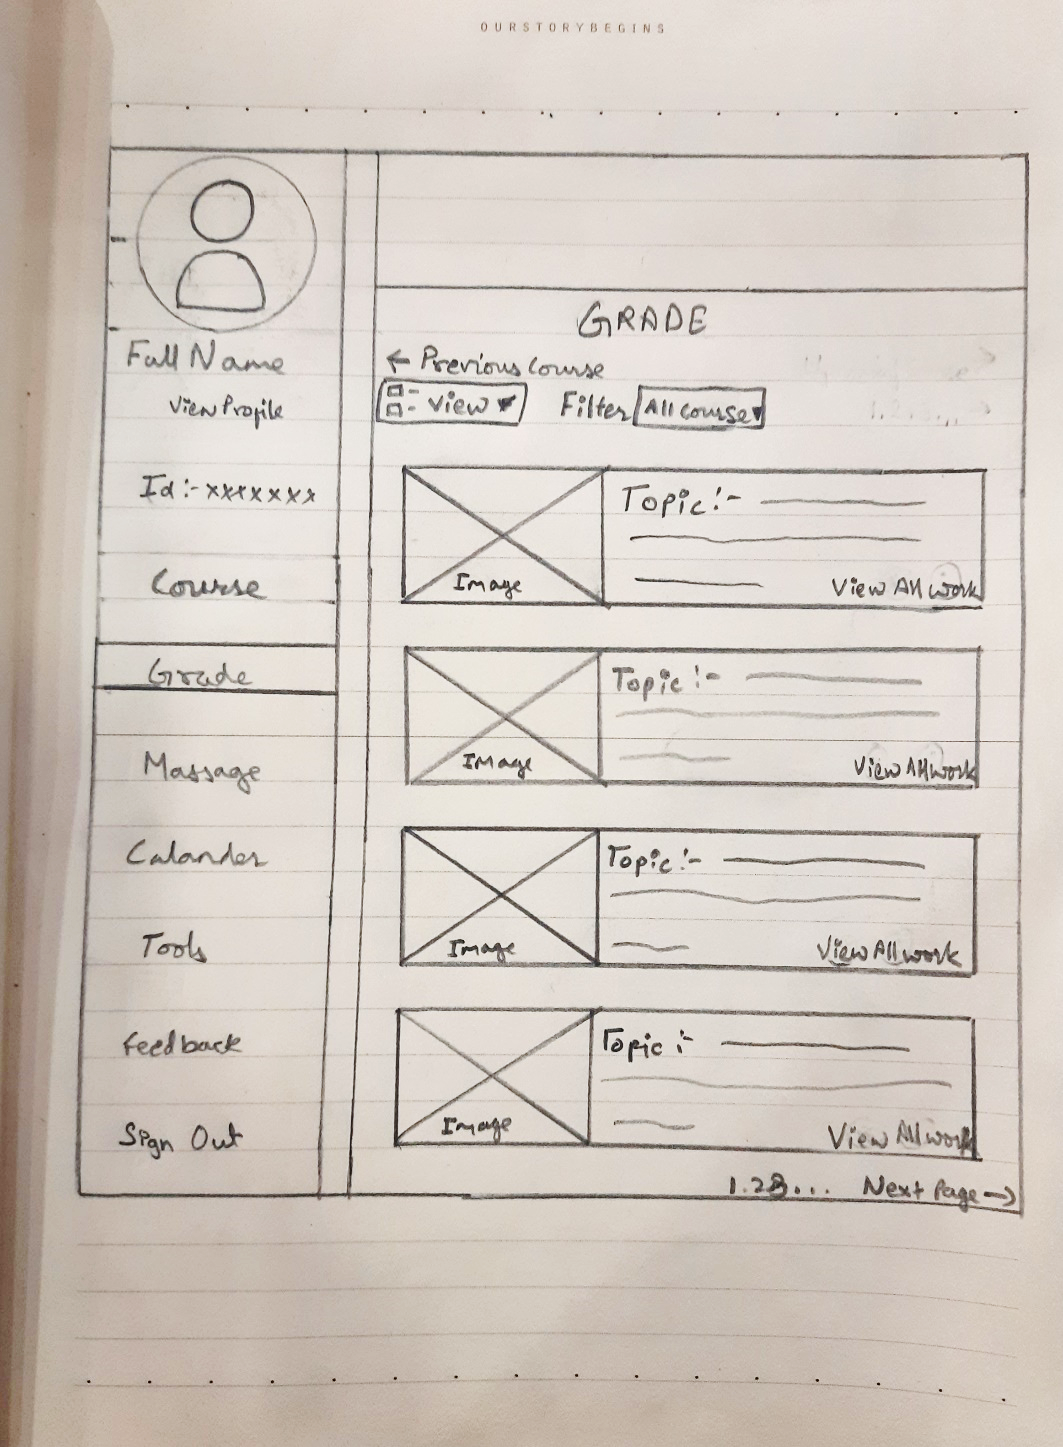 OURSTORYBEGINS
Full Name
View Profile
Id :- xxxxxxx
Course
Grade
Massage
Calander
Tools
Feedback
Sign Out
GRADE
← Previous Course
View ▼ Filter All course ▼
Topic :-
Image
View All work
Topic :-
Image
View All work
Topic :-
Image
View All work
Topic :-
Image
View All work
1.23... Next Page →